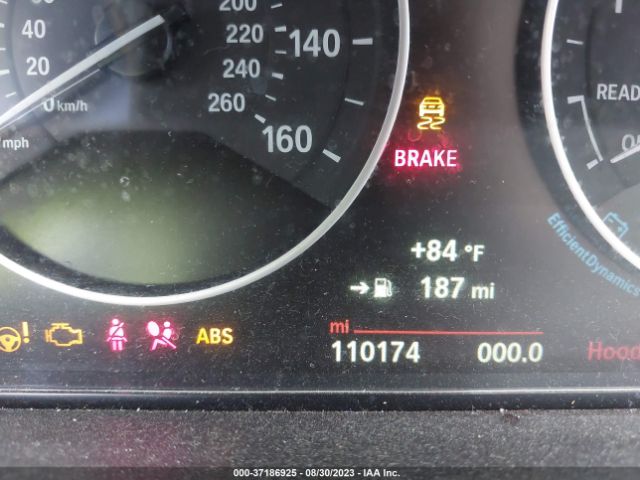 40
20
0 km/h
mph
200
220
240
260
140
160
BRAKE
READ
EfficientDynamics
+84 °F
187 mi
ABS
mi
110174 000.0
Hood
000-37186925 - 08/30/2023 - IAA Inc.